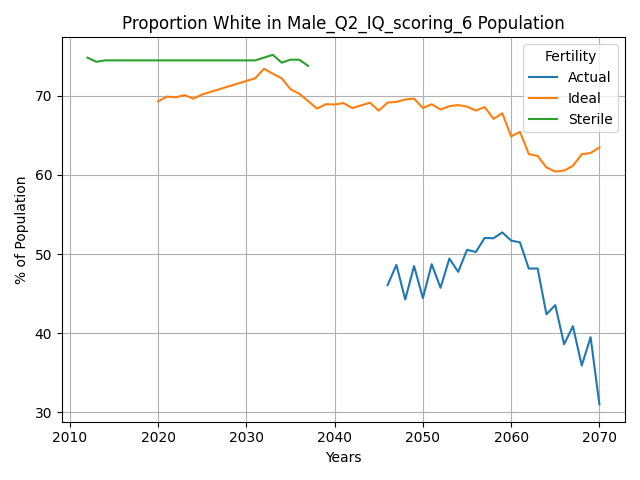 Proportion White in Male_Q2_IQ_scoring_6 Population
Fertility
Actual
Ideal
Sterile
% of Population
70
60
50
40
30
2010 2020 2030 2040 2050 2060 2070
Years